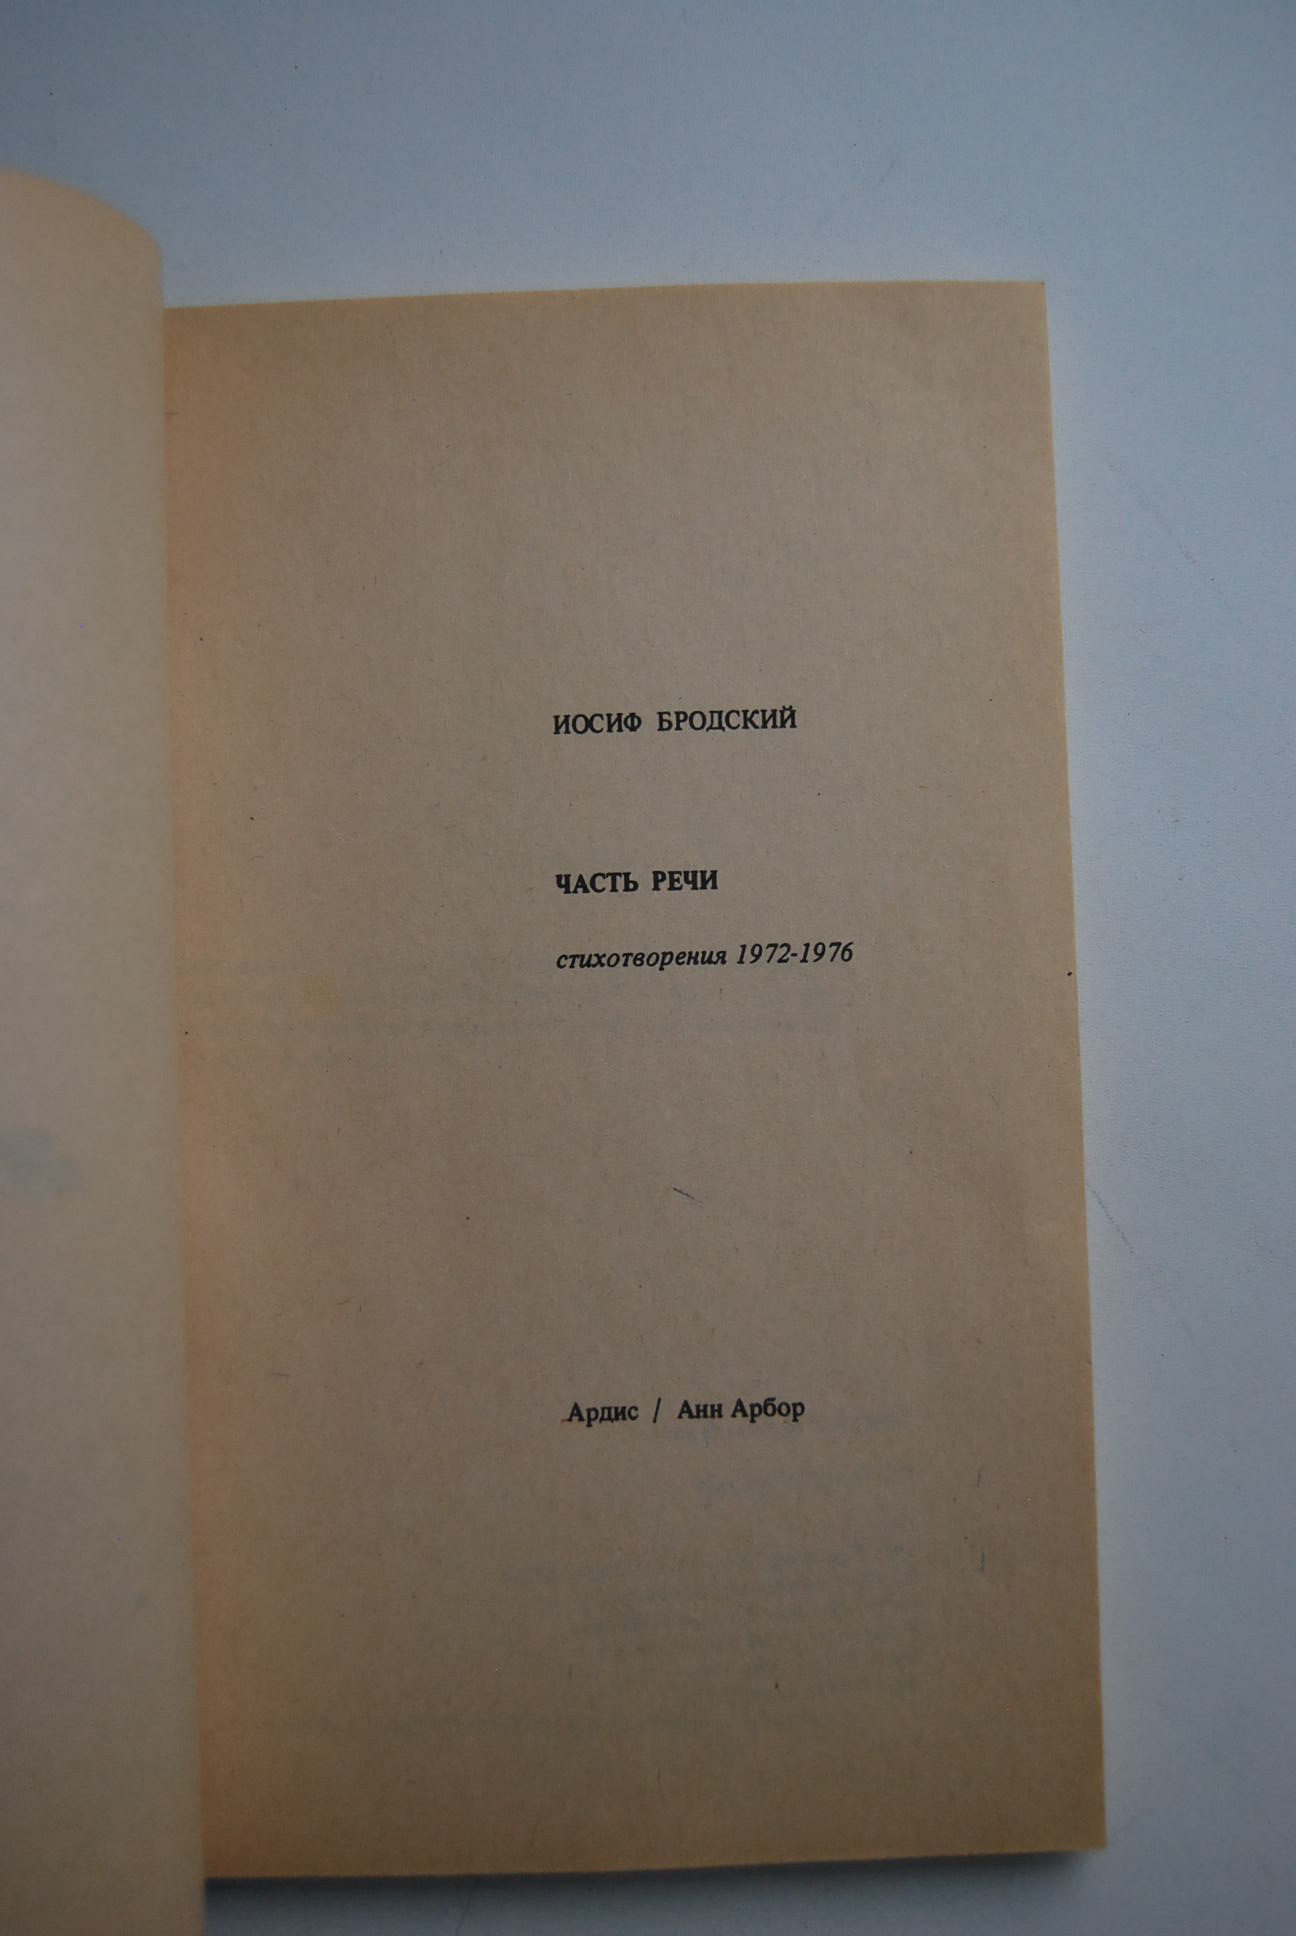 ИОСИФ БРОДСКИЙ
ЧАСТЬ РЕЧИ
стихотворения 1972-1976
Ардис / Анн Арбор